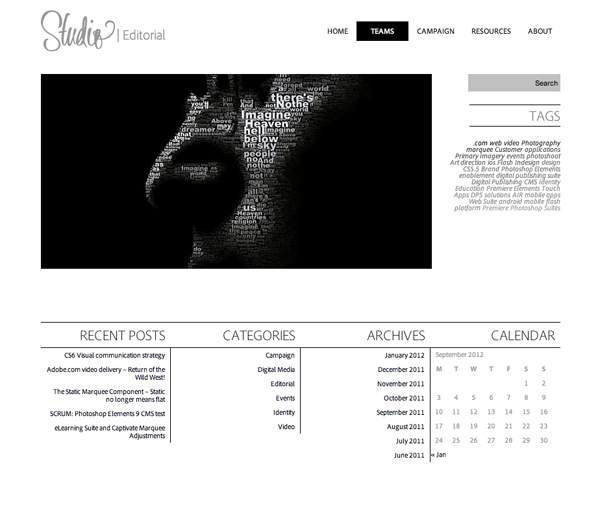 Studio | Editorial
HOME TEAMS CAMPAIGN RESOURCES ABOUT
Search
TAGS
.com web video Photography
marquee Customer applications
Primary Imagery events photoshoot
Art direction ios Flash Indesign design
CS5.5 Brand Photoshop Elements
enablement digital publishing suite
Digital Publishing CMS Identity
Education Premiere Elements Touch
Apps DPS solutions AIR mobile apps
Web Suite android mobile flash
platform Premiere Photoshop Suites
there's
Nothe
Imagine
Heaven
hell
below
I'm sky
people
no
And no
Above
dreamer
us
Heaven
countries
religion
Imagine
RECENT POSTS
CS6 Visual communication strategy
Adobe.com video delivery – Return of the
Wild West!
The Static Marquee Component – Static
no longer means flat
SCRUM: Photoshop Elements 9 CMS test
eLearning Suite and Captivate Marquee
Adjustments
CATEGORIES
Campaign
Digital Media
Editorial
Events
Identity
Video
ARCHIVES
January 2012
December 2011
November 2011
October 2011
September 2011
August 2011
July 2011
June 2011
CALENDAR
September 2012
M T W T F S S
1 2
3 4 5 6 7 8 9
10 11 12 13 14 15 16
17 18 19 20 21 22 23
24 25 26 27 28 29 30
« Jan